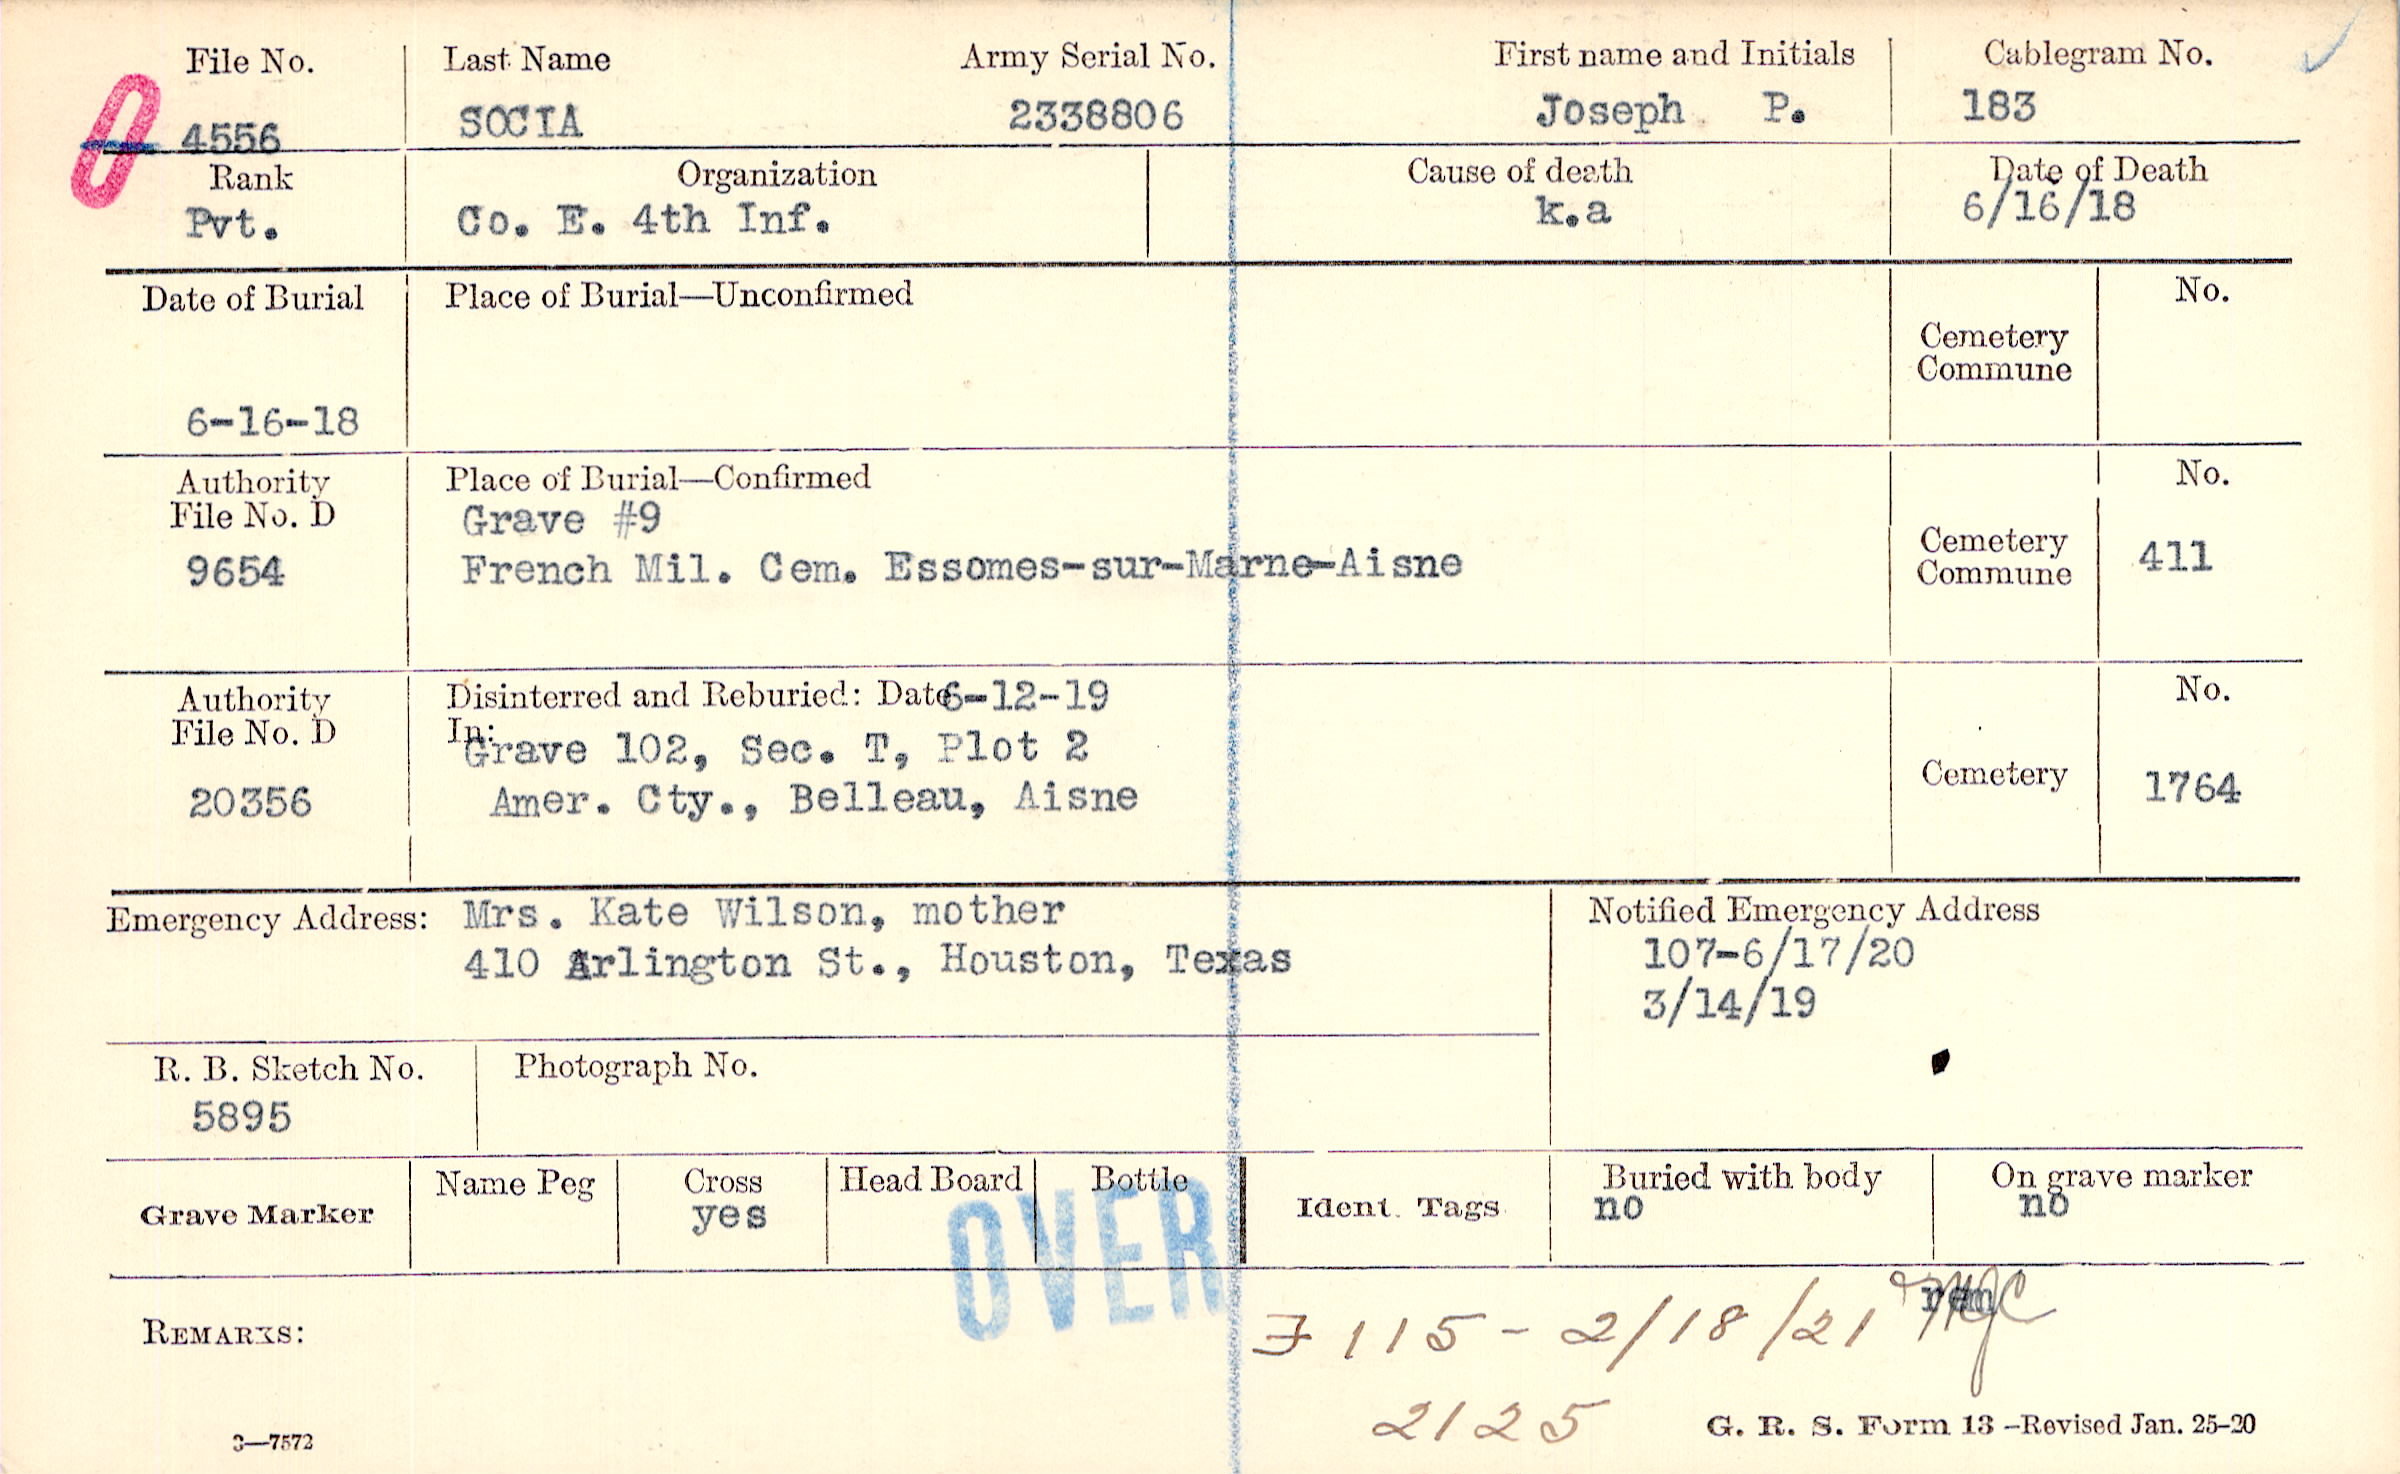 File No. Last Name Army Serial No. First name and Initials Cablegram No.
4556 SOCIA 2338806 Joseph P. 183
Rank Organization Cause of death Date of Death
Pvt. Co. E. 4th Inf. k.a 6/16/18
Date of Burial Place of Burial—Unconfirmed No.
Cemetery
Commune
6-16-18
Authority Place of Burial—Confirmed No.
File No. D Grave #9
9654 French Mil. Cem. Essomes-sur-Marne-Aisne Cemetery 411
Commune
Authority Disinterred and Reburied: Date 6-12-19 No.
File No. D In: Grave 102, Sec. T, Plot 2
20356 Amer. Cty., Belleau, Aisne Cemetery 1764
Emergency Address: Mrs. Kate Wilson, mother Notified Emergency Address
410 Arlington St., Houston, Texas 107-6/17/20
3/14/19
R. B. Sketch No. Photograph No.
5895
Grave Marker Name Peg Cross Head Board Bottle Ident. Tags Buried with body On grave marker
yes no no
OVER
REMARKS: 115 - 2/18/21
2125
3—7572 G. R. S. Form 13 –Revised Jan. 25-20